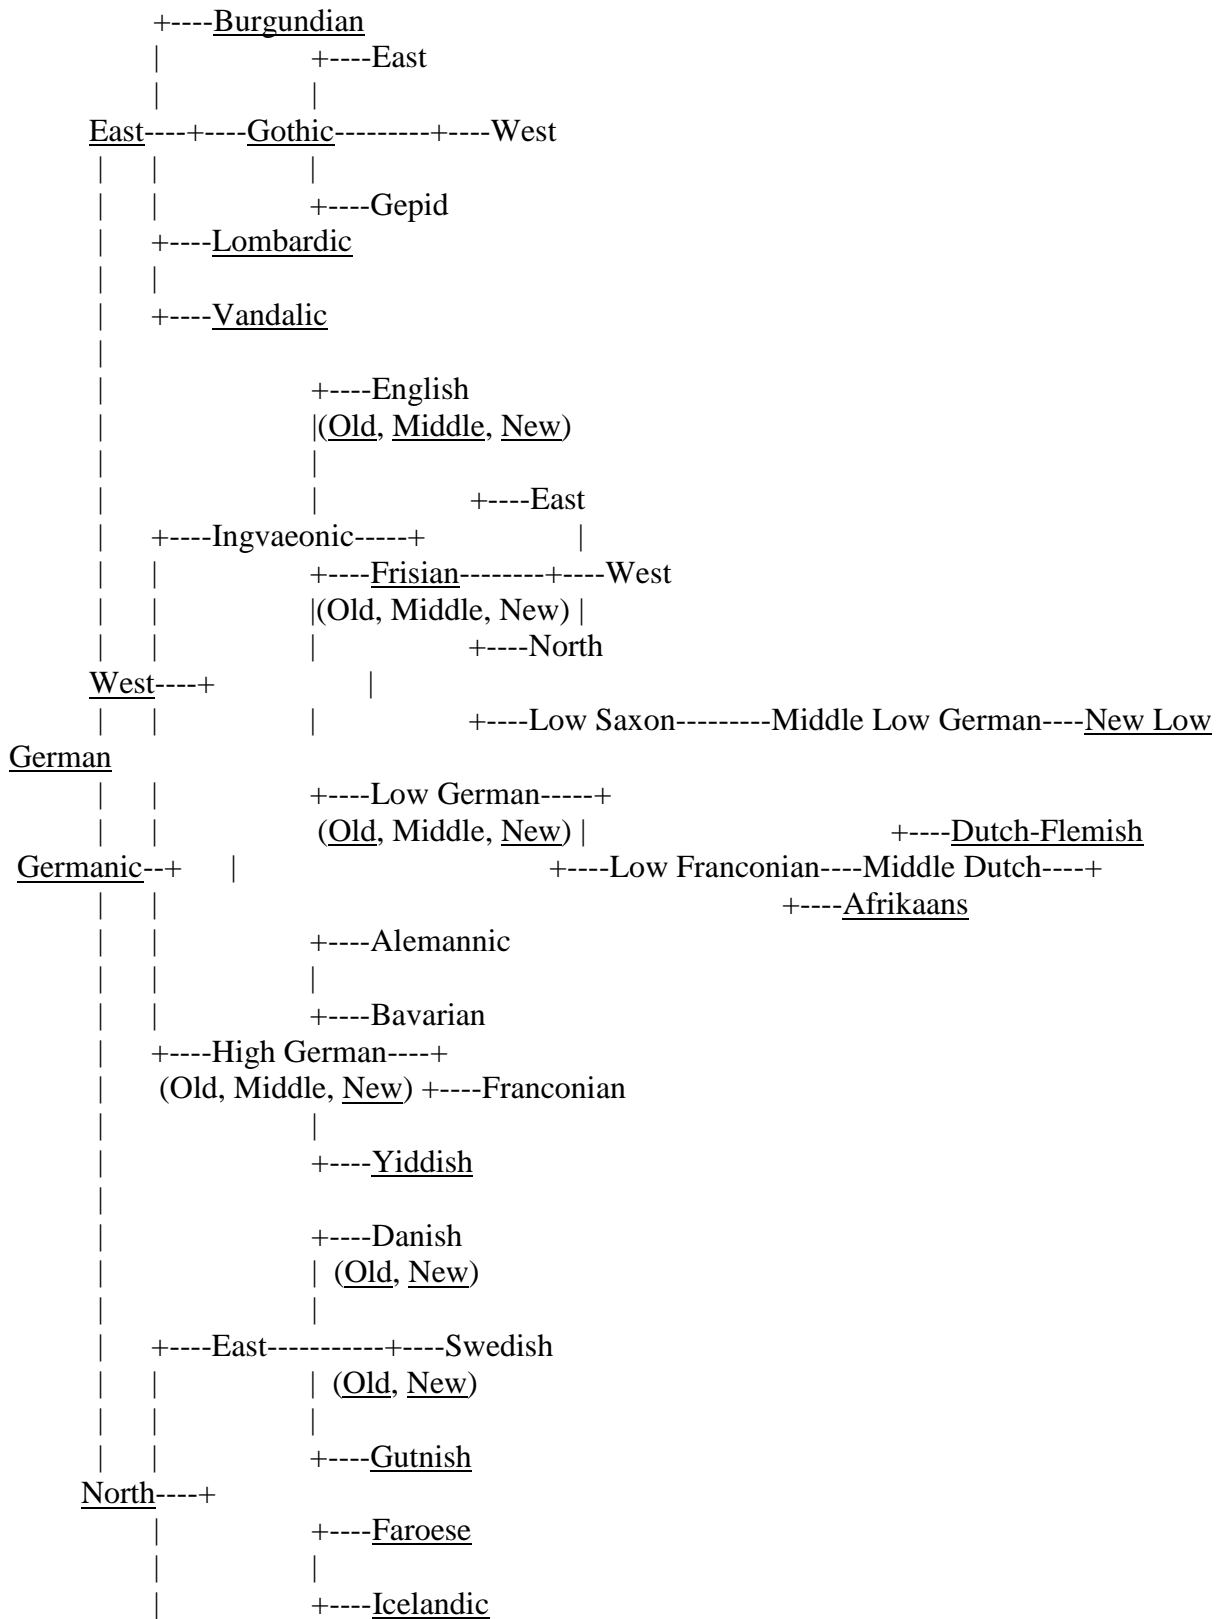 +----Burgundian
| +----East
| |
East----+----Gothic---------+----West
| | |
| | +----Gepid
| +----Lombardic
| |
| +----Vandalic
|
| +----English
| |(Old, Middle, New)
| |
| | +----East
| +----Ingvaeonic-----+ |
| | +----Frisian--------+----West
| | |(Old, Middle, New) |
| | | +----North
West----+ |
| | | +----Low Saxon---------Middle Low German----New Low
German
| | +----Low German-----+
| | (Old, Middle, New) | +----Dutch-Flemish
Germanic--+ | +----Low Franconian----Middle Dutch----+
| | +----Afrikaans
| | +----Alemannic
| | |
| | +----Bavarian
| +----High German----+
| (Old, Middle, New) +----Franconian
| |
| +----Yiddish
|
| +----Danish
| | (Old, New)
| |
| +----East-----------+----Swedish
| | | (Old, New)
| | |
| | +----Gutnish
North----+
| +----Faroese
| |
| +----Icelandic